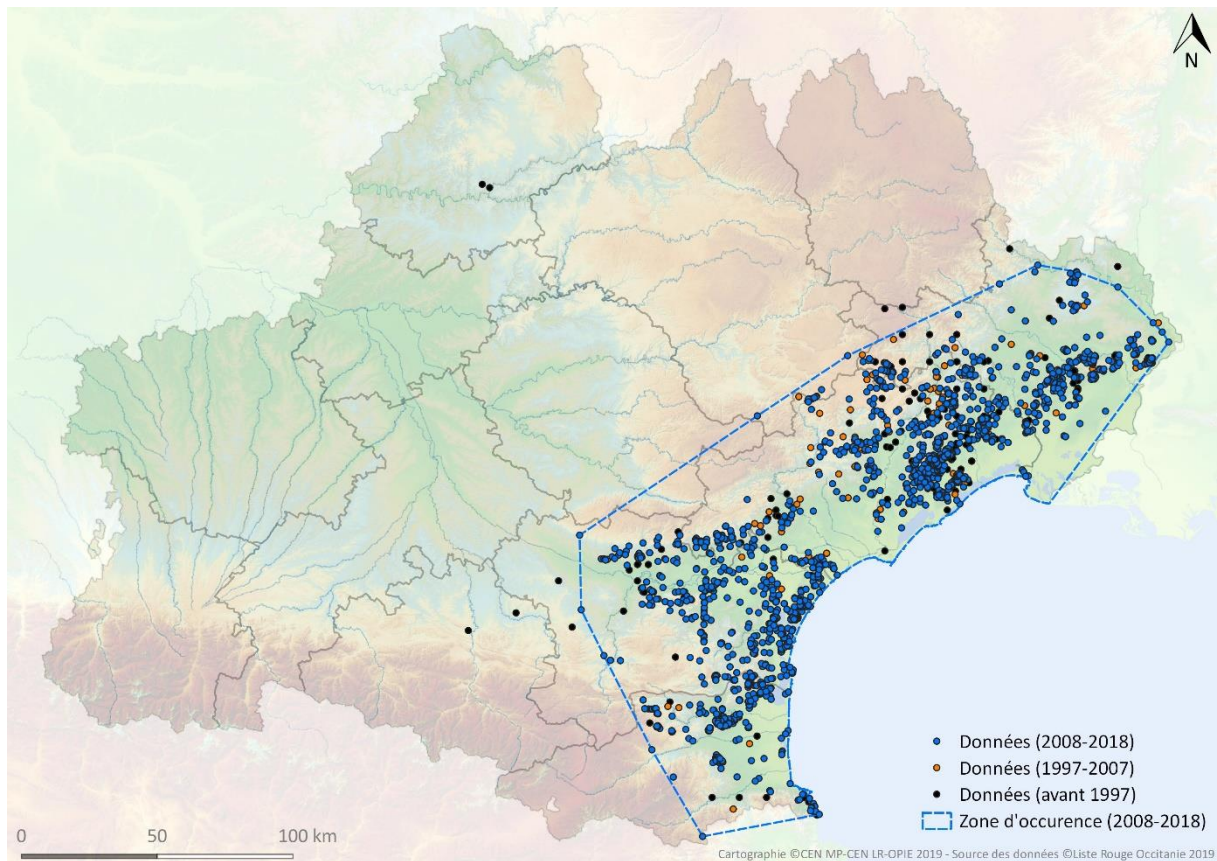 N
Données (2008-2018)
Données (1997-2007)
Données (avant 1997)
Zone d'occurence (2008-2018)
0 50 100 km
Cartographie ©CEN MP-CEN LR-OPIE 2019 - Source des données ©Liste Rouge Occitanie 2019